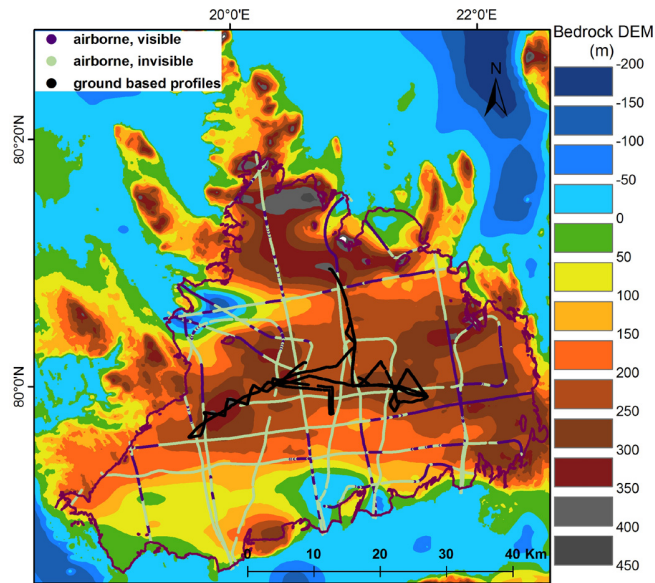 20°0'E 22°0'E
airborne, visible
airborne, invisible
ground based profiles
N
80°20'N
80°0'N
0 10 20 30 40 Km
Bedrock DEM
(m)
-200
-150
-100
-50
0
50
100
150
200
250
300
350
400
450